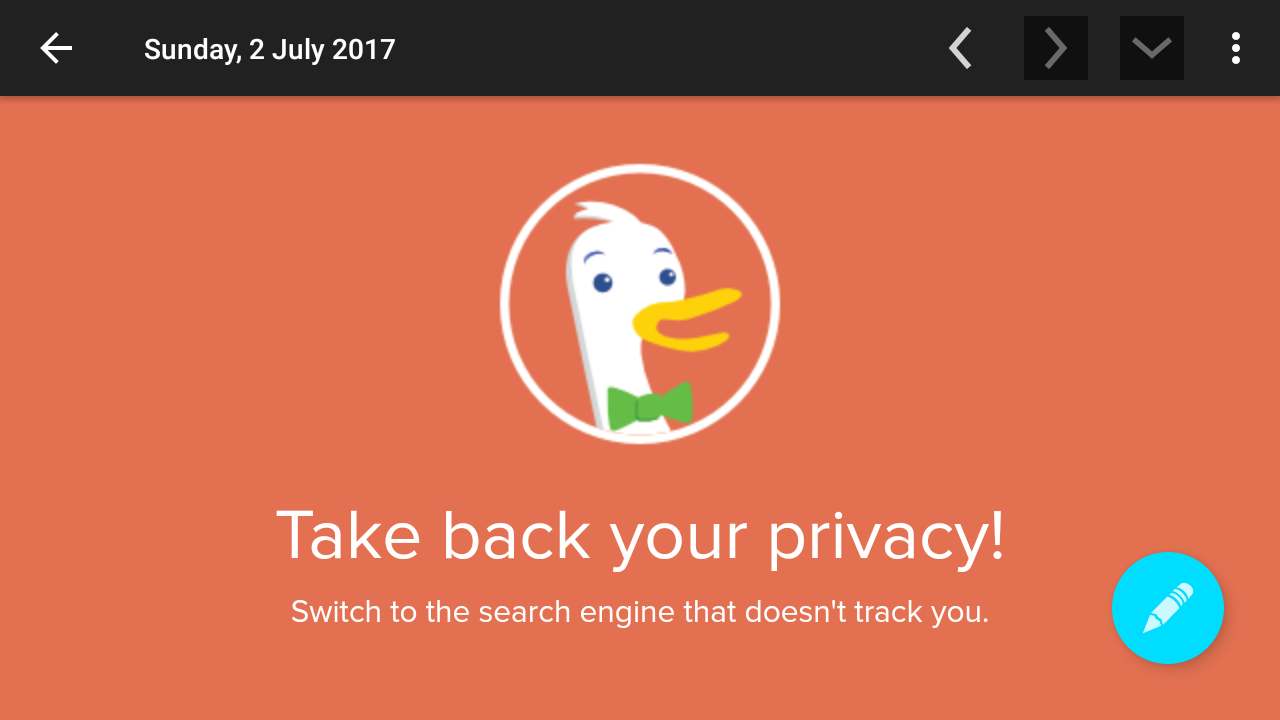 Sunday, 2 July 2017
Take back your privacy!
Switch to the search engine that doesn't track you.